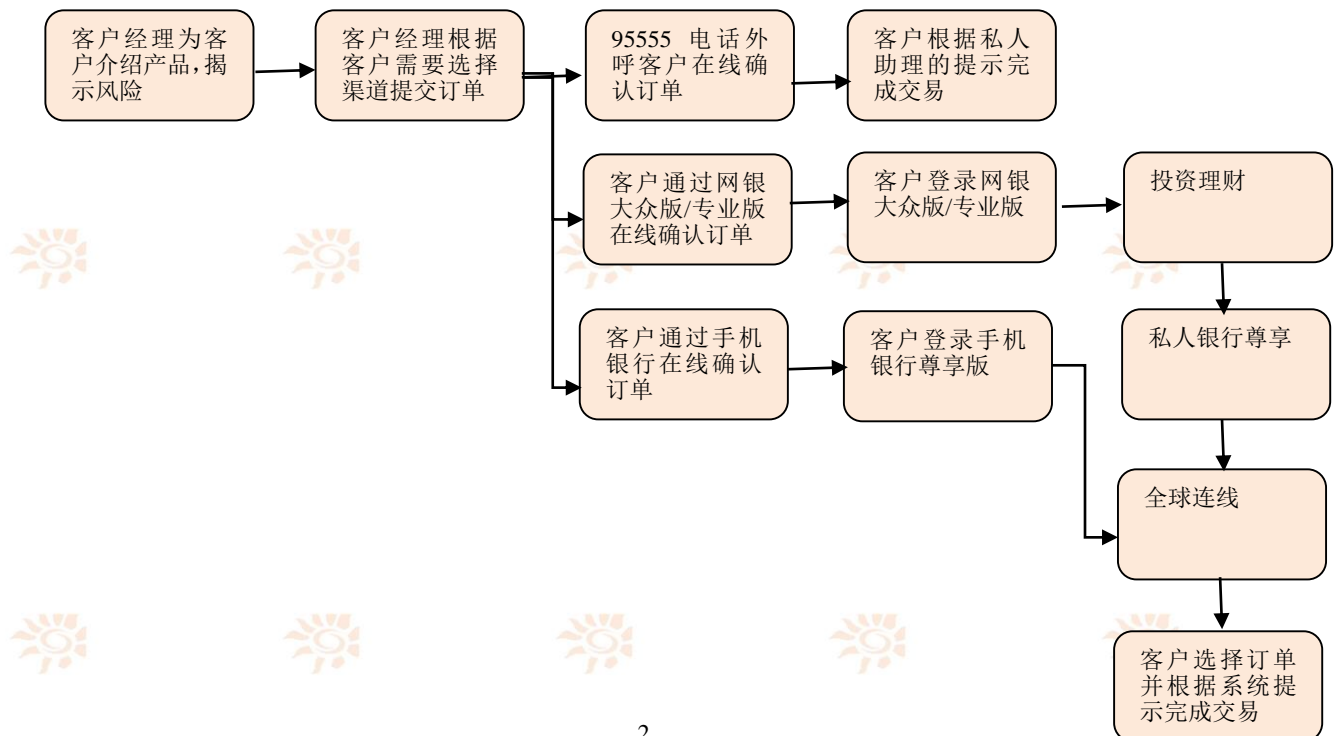 客户经理为客
户介绍产品，揭
示风险
客户经理根据
客户需要选择
渠道提交订单
95555 电话外
呼客户在线确
认订单
客户根据私人
助理的提示完
成交易
客户通过网银
大众版/专业版
在线确认订单
客户登录网银
大众版/专业版
投资理财
客户通过手机
银行在线确认
订单
客户登录手机
银行尊享版
私人银行尊享
全球连线
客户选择订单
并根据系统提
示完成交易
2